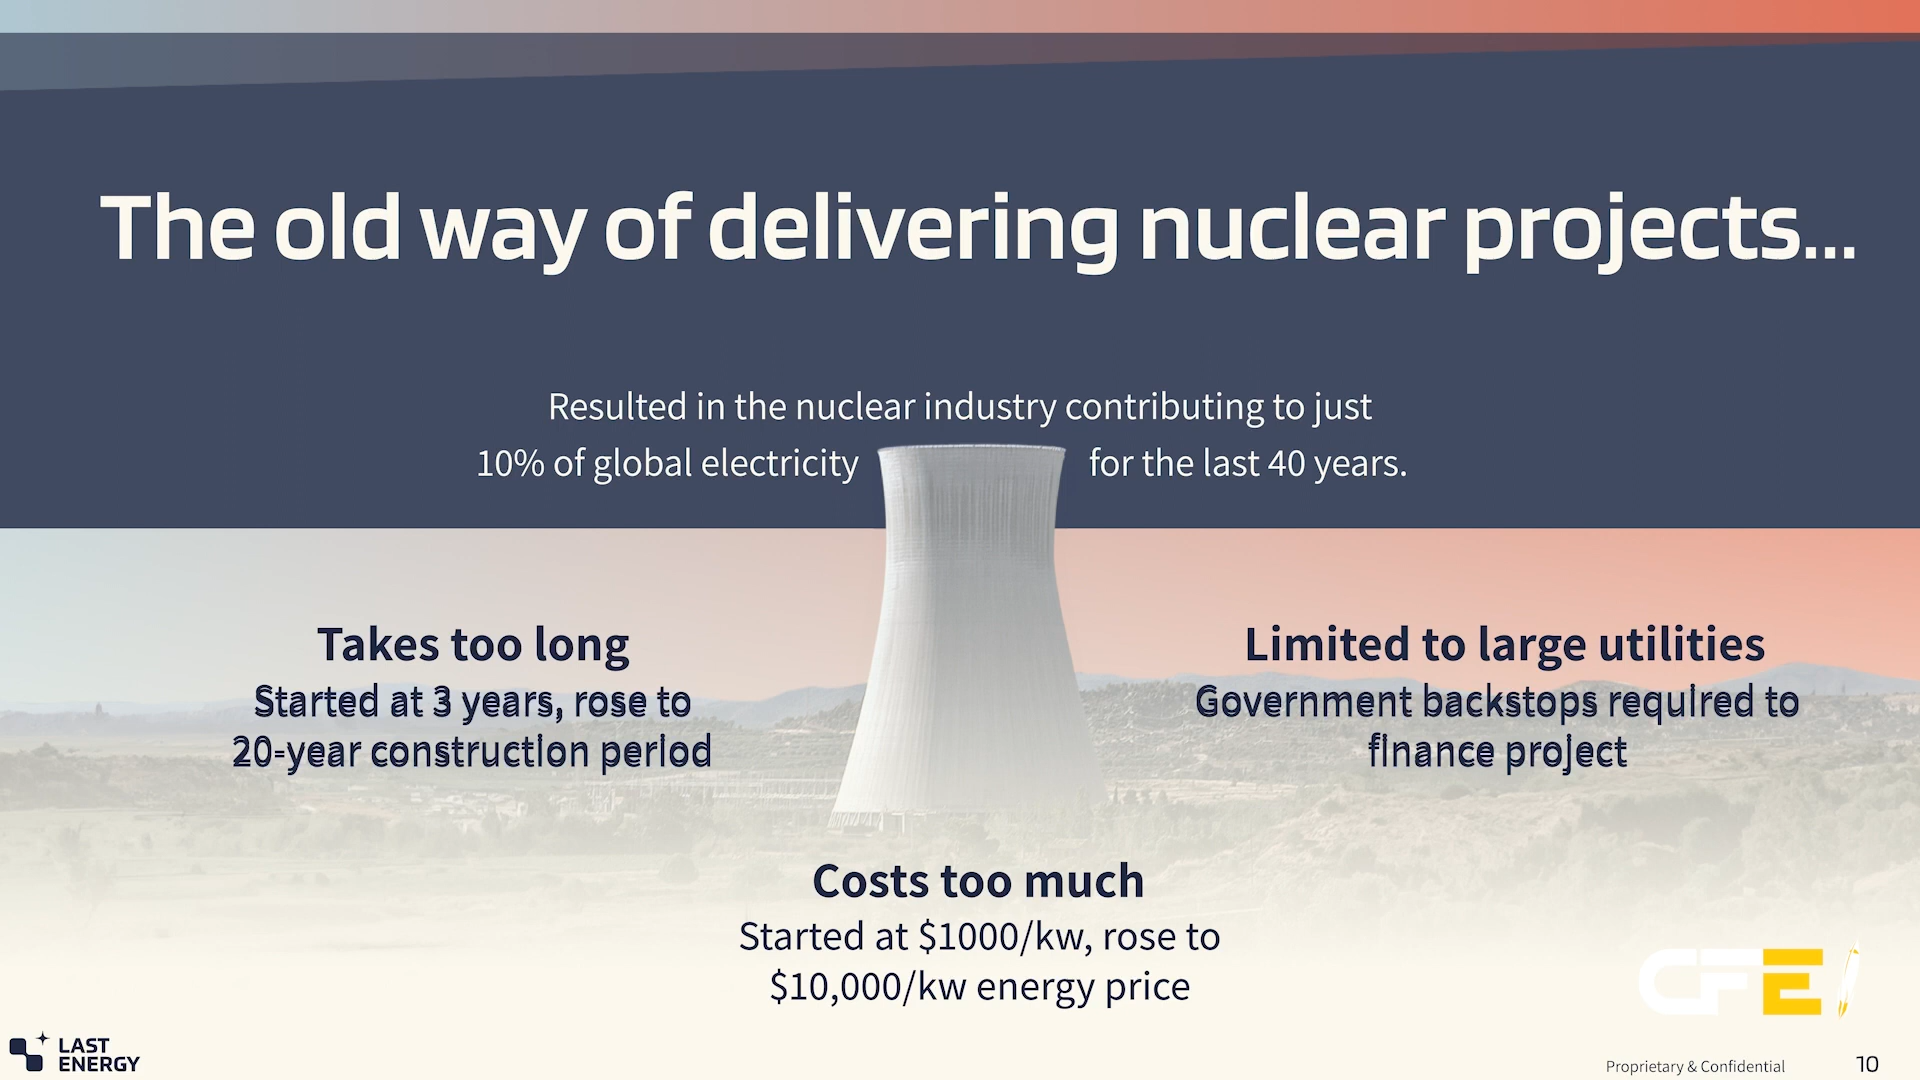 The old way of delivering nuclear projects...
Resulted in the nuclear industry contributing to just
10% of global electricity for the last 40 years.
Takes too long
Started at 3 years, rose to
20-year construction period
Limited to large utilities
Government backstops required to
finance project
Costs too much
Started at $1000/kw, rose to
$10,000/kw energy price
CFE
LAST
ENERGY
Proprietary & Confidential
10